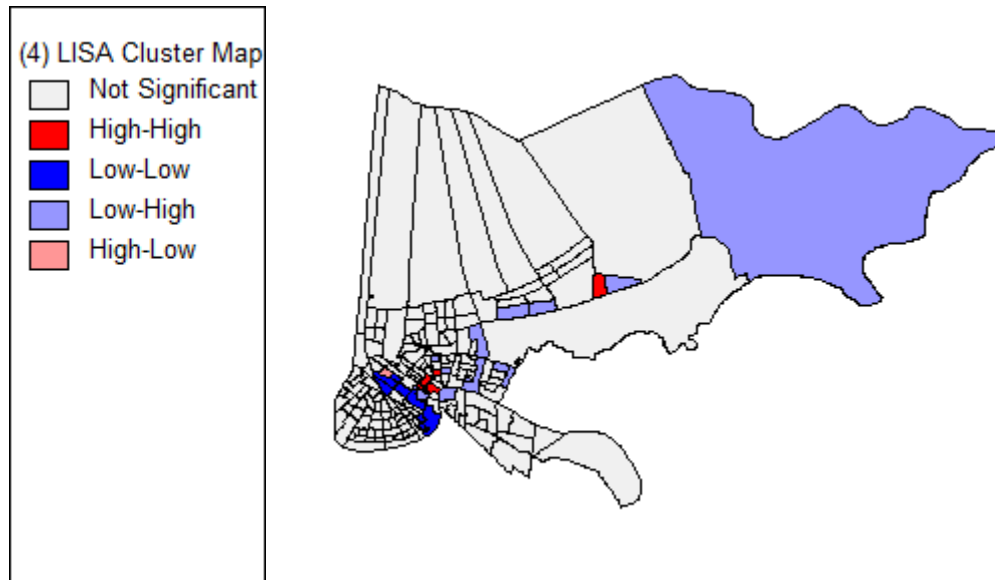 (4) LISA Cluster Map
Not Significant
High-High
Low-Low
Low-High
High-Low